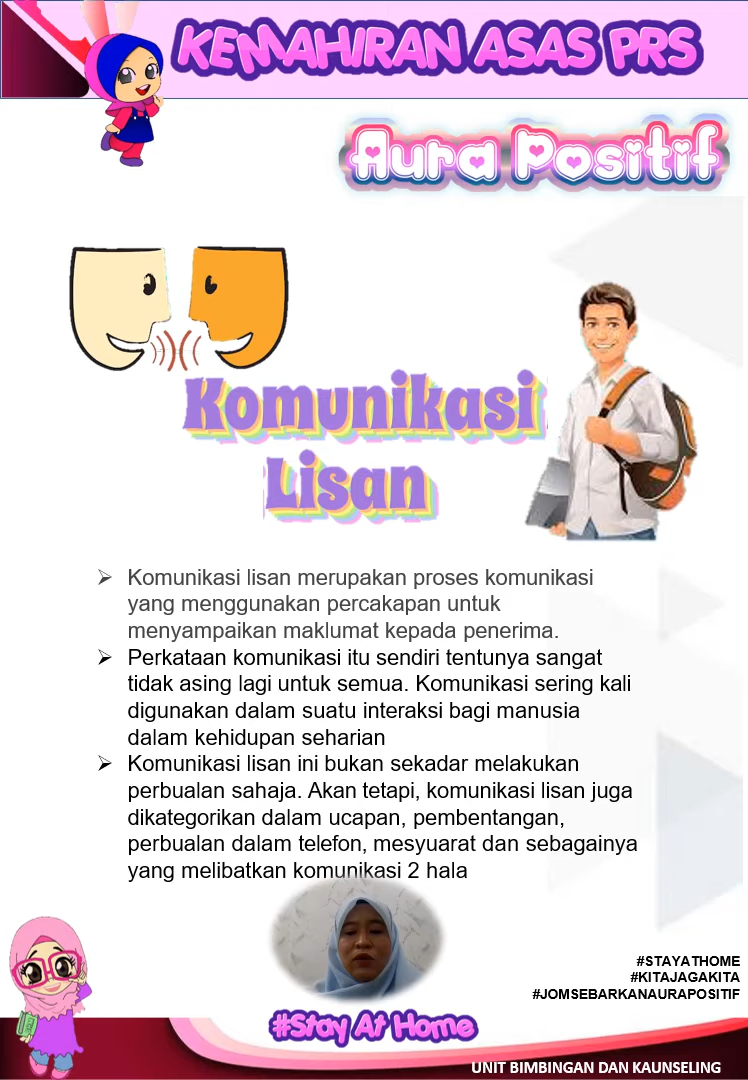 KEMAHIRAN ASAS PRS
Aura Positif
Komunikasi
Lisan
➢ Komunikasi lisan merupakan proses komunikasi
yang menggunakan percakapan untuk
menyampaikan maklumat kepada penerima.
➢ Perkataan komunikasi itu sendiri tentunya sangat
tidak asing lagi untuk semua. Komunikasi sering kali
digunakan dalam suatu interaksi bagi manusia
dalam kehidupan seharian
➢ Komunikasi lisan ini bukan sekadar melakukan
perbualan sahaja. Akan tetapi, komunikasi lisan juga
dikategorikan dalam ucapan, pembentangan,
perbualan dalam telefon, mesyuarat dan sebagainya
yang melibatkan komunikasi 2 hala
#STAYATHOME
#KITAJAGAKITA
#JOMSEBARKANAURAPOSITIF
#Stay At Home
UNIT BIMBINGAN DAN KAUNSELING